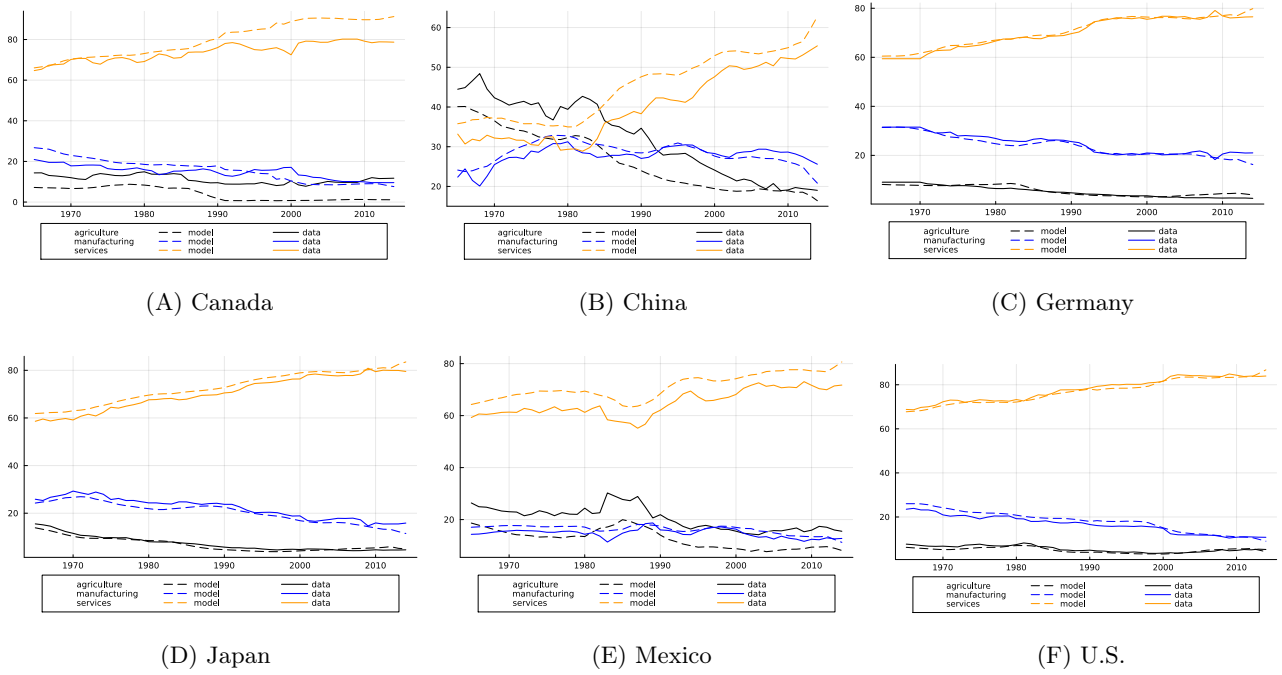 80
60
40
20
0
1970 1980 1990 2000 2010
agriculture model data
manufacturing model data
services model data
(A) Canada
60
50
40
30
20
1970 1980 1990 2000 2010
agriculture model data
manufacturing model data
services model data
(B) China
80
60
40
20
1970 1980 1990 2000 2010
agriculture model data
manufacturing model data
services model data
(C) Germany
80
60
40
20
1970 1980 1990 2000 2010
agriculture model data
manufacturing model data
services model data
(D) Japan
80
60
40
20
1970 1980 1990 2000 2010
agriculture model data
manufacturing model data
services model data
(E) Mexico
80
60
40
20
1970 1980 1990 2000 2010
agriculture model data
manufacturing model data
services model data
(F) U.S.